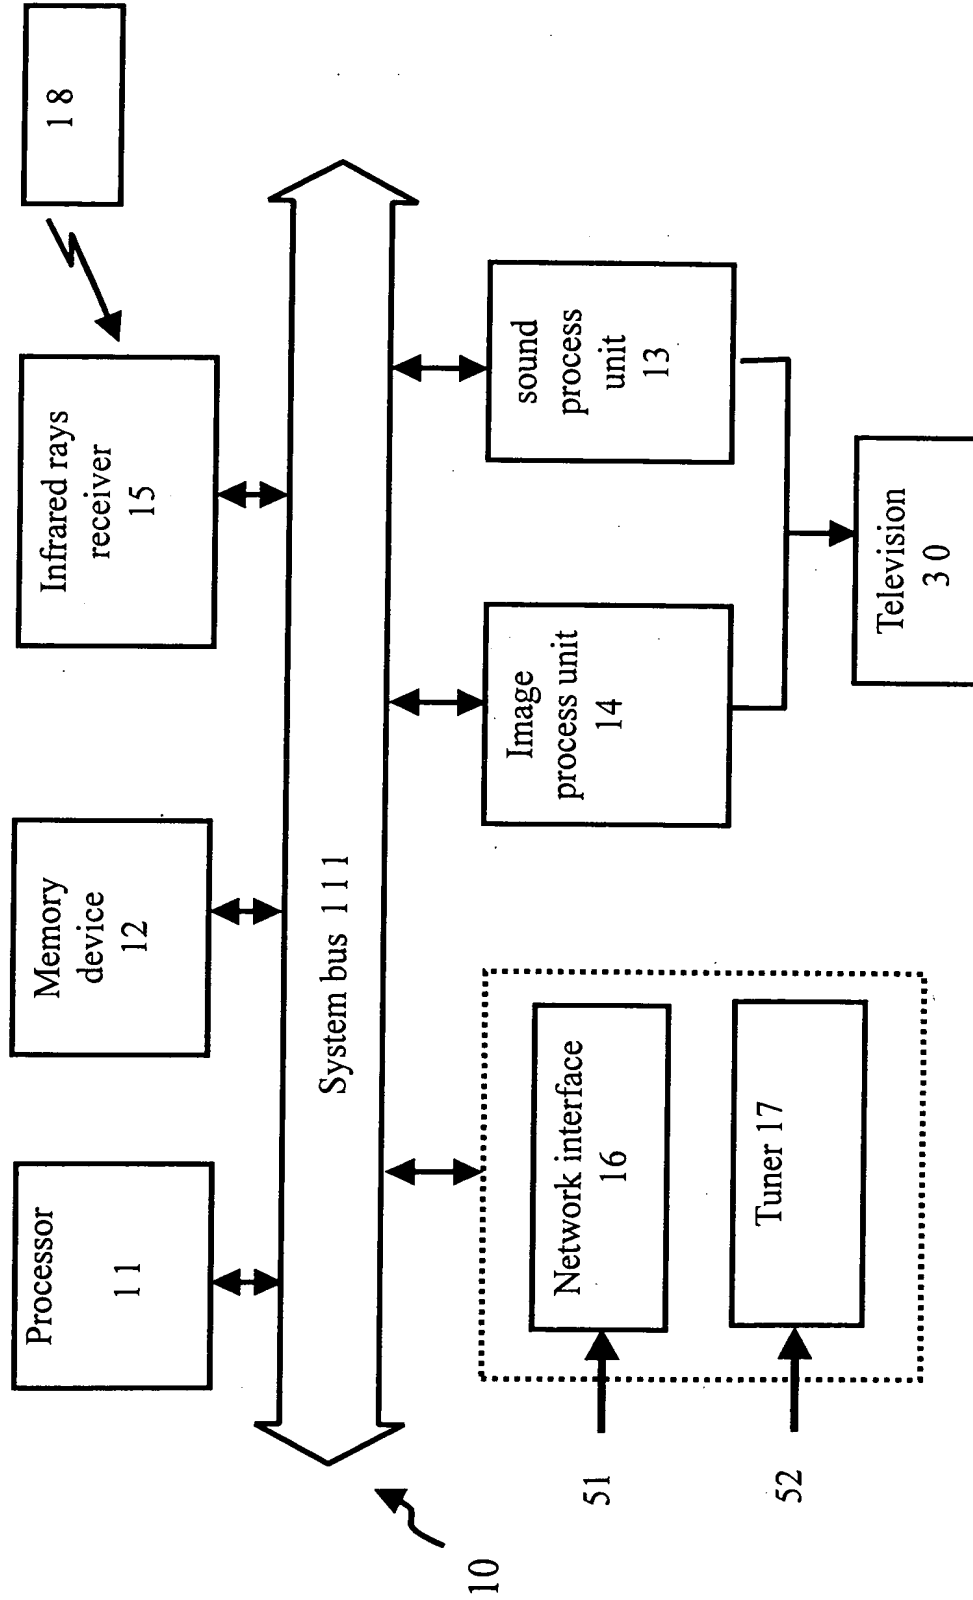 18
Infrared rays
receiver
15
Memory
device
12
Processor
11
System bus 111
sound
process
unit
13
Image
process unit
14
Network interface
16
Tuner 17
Television
30
51
52
10